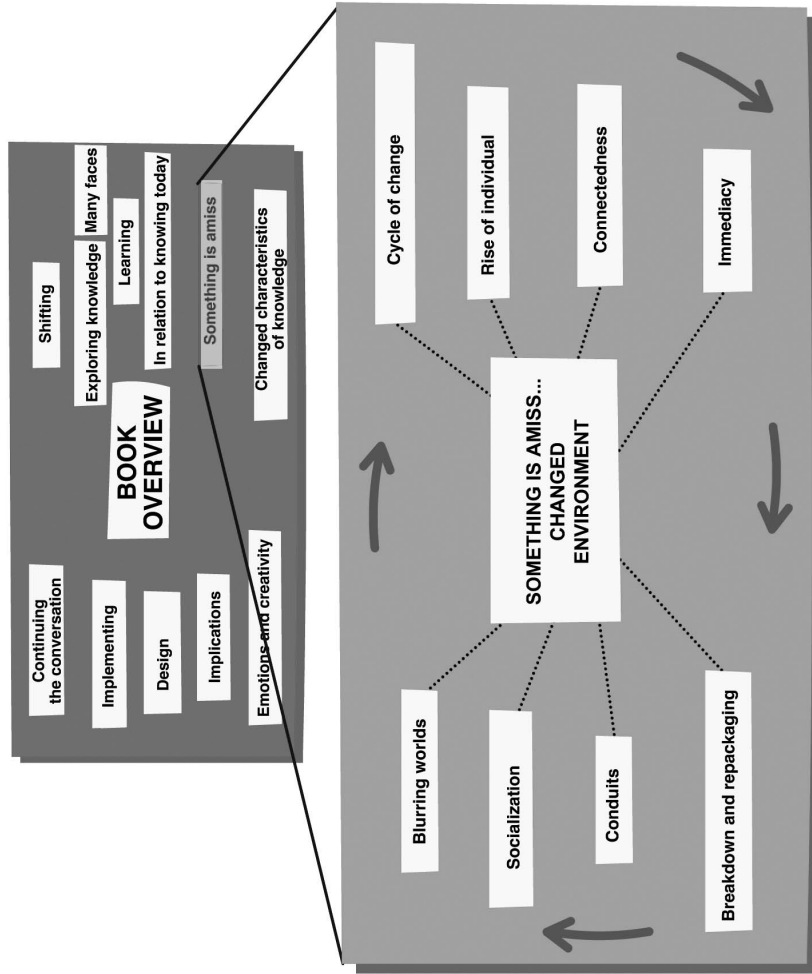 BOOK
OVERVIEW
Shifting
Exploring knowledge
Many faces
Learning
In relation to knowing today
Something is amiss
Changed characteristics
of knowledge
Emotions and creativity
Implications
Design
Implementing
Continuing
the conversation
SOMETHING IS AMISS...
CHANGED
ENVIRONMENT
Cycle of change
Rise of individual
Connectedness
Immediacy
Breakdown and repackaging
Conduits
Socialization
Blurring worlds